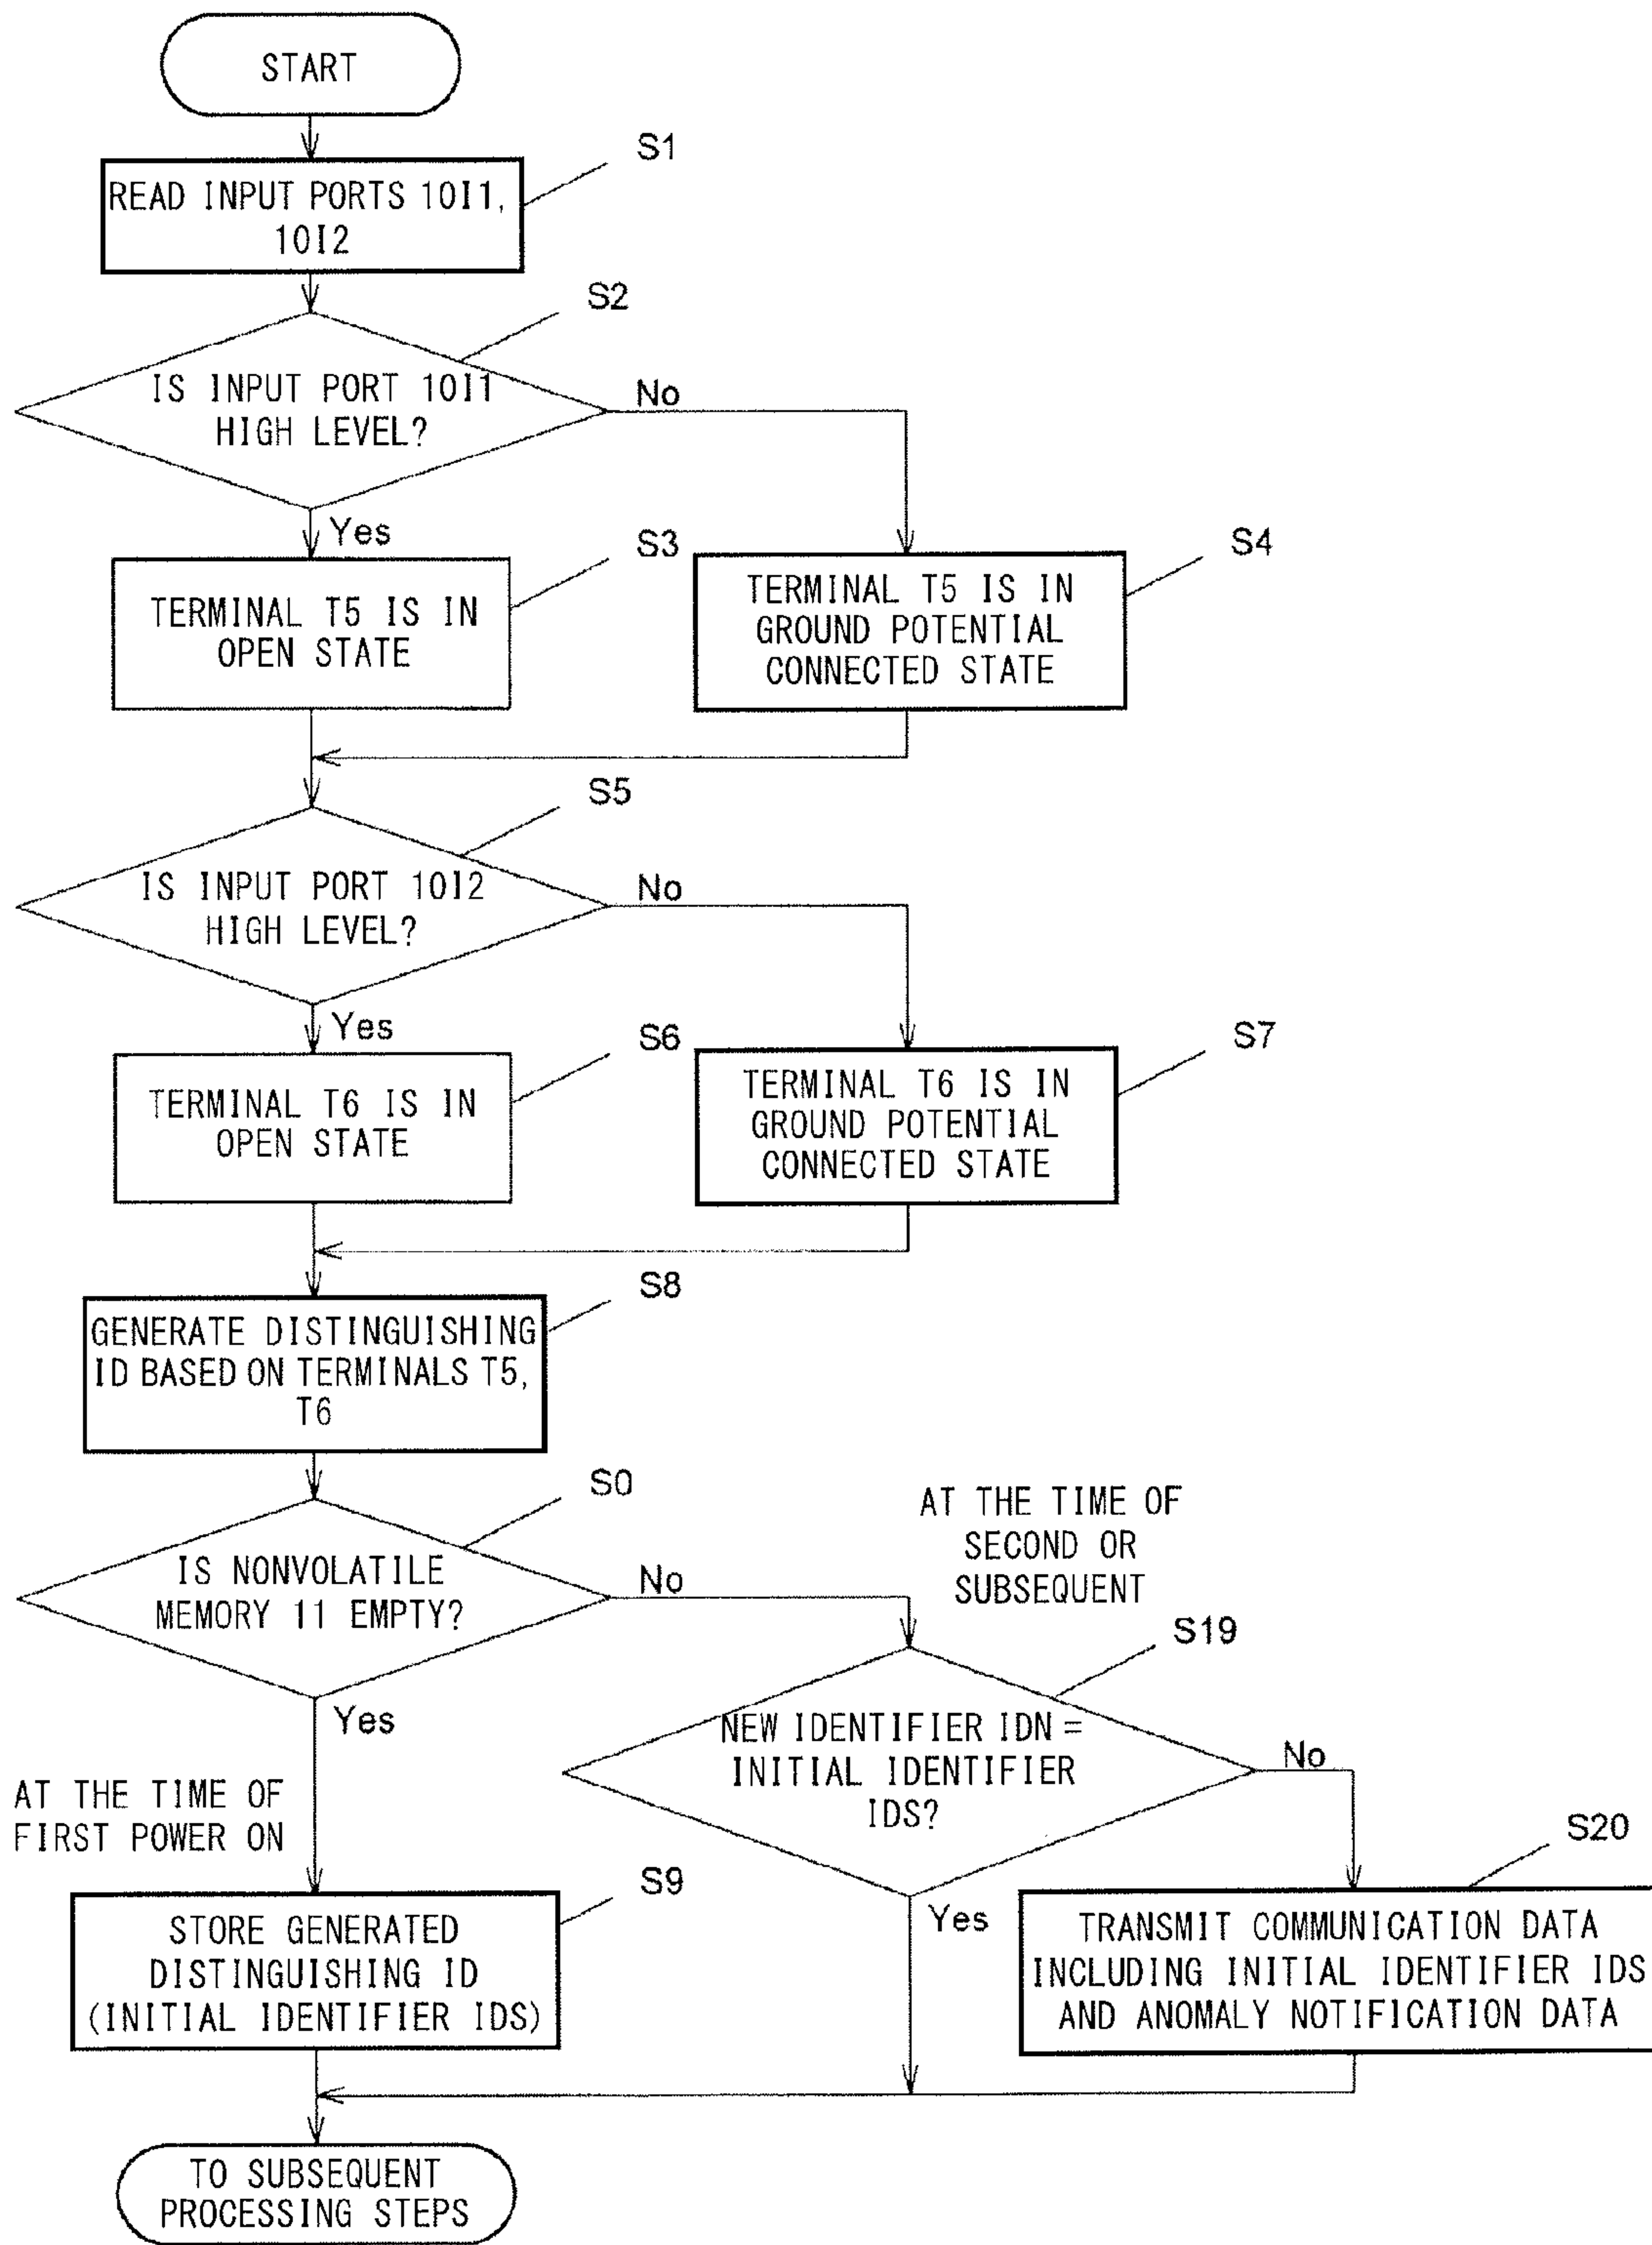 START
S1
READ INPUT PORTS 10I1,
10I2
S2
IS INPUT PORT 10I1
HIGH LEVEL?
No
Yes
S3
TERMINAL T5 IS IN
OPEN STATE
S4
TERMINAL T5 IS IN
GROUND POTENTIAL
CONNECTED STATE
S5
IS INPUT PORT 10I2
HIGH LEVEL?
No
Yes
S6
TERMINAL T6 IS IN
OPEN STATE
S7
TERMINAL T6 IS IN
GROUND POTENTIAL
CONNECTED STATE
S8
GENERATE DISTINGUISHING
ID BASED ON TERMINALS T5,
T6
S0
IS NONVOLATILE
MEMORY 11 EMPTY?
No
AT THE TIME OF
SECOND OR
SUBSEQUENT
Yes
AT THE TIME OF
FIRST POWER ON
S19
NEW IDENTIFIER IDN =
INITIAL IDENTIFIER
IDS?
No
Yes
S9
STORE GENERATED
DISTINGUISHING ID
(INITIAL IDENTIFIER IDS)
S20
TRANSMIT COMMUNICATION DATA
INCLUDING INITIAL IDENTIFIER IDS
AND ANOMALY NOTIFICATION DATA
TO SUBSEQUENT
PROCESSING STEPS